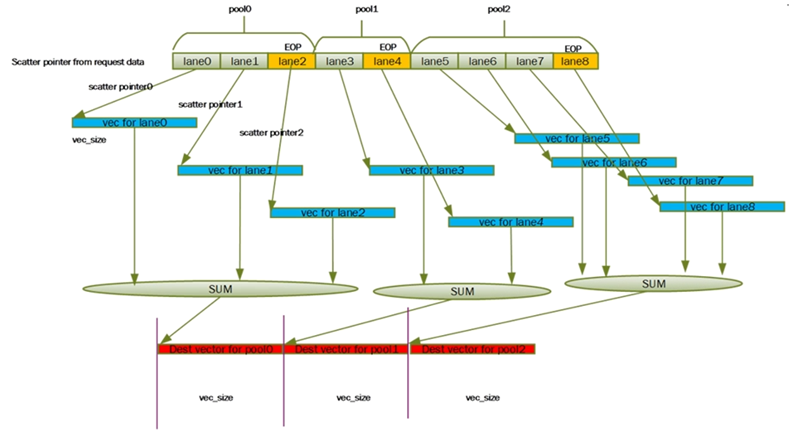 pool0
pool1
pool2
EOP
EOP
EOP
Scatter pointer from request data
lane0
lane1
lane2
lane3
lane4
lane5
lane6
lane7
lane8
scatter pointer0
scatter pointer1
scatter pointer2
vec for lane0
vec_size
vec for lane5
vec for lane6
vec for lane1
vec for lane3
vec for lane7
vec for lane2
vec for lane4
vec for lane8
SUM
SUM
SUM
Dest vector for pool0
Dest vector for pool1
Dest vector for pool2
vec_size
vec_size
vec_size